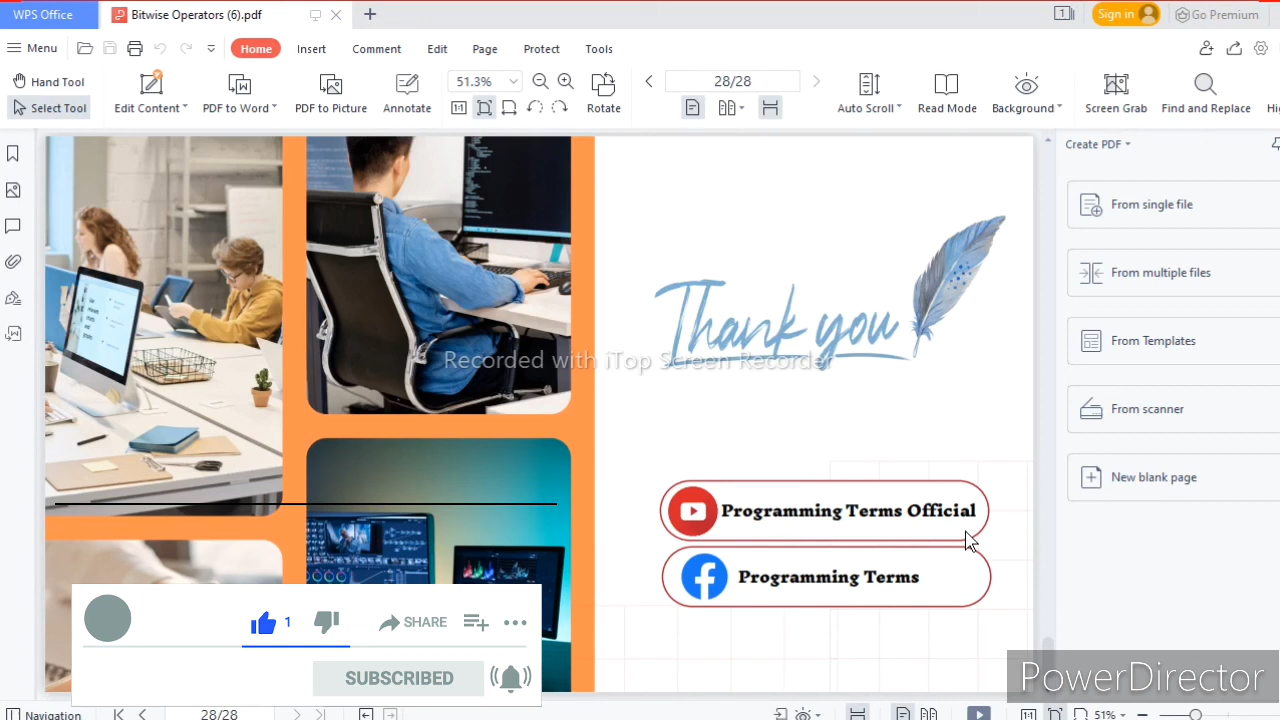 WPS Office
Bitwise Operators (6).pdf
1
Sign in
Go Premium
Menu
Home
Insert
Comment
Edit
Page
Protect
Tools
Hand Tool
Select Tool
Edit Content
PDF to Word
PDF to Picture
Annotate
51.3%
Rotate
28/28
Auto Scroll
Read Mode
Background
Screen Grab
Find and Replace
Create PDF
From single file
From multiple files
From Templates
From scanner
New blank page
Thank you
Recorded with iTop Screen Recorder
Programming Terms Official
Programming Terms
1
SHARE
SUBSCRIBED
PowerDirector
Navigation
28/28
51%